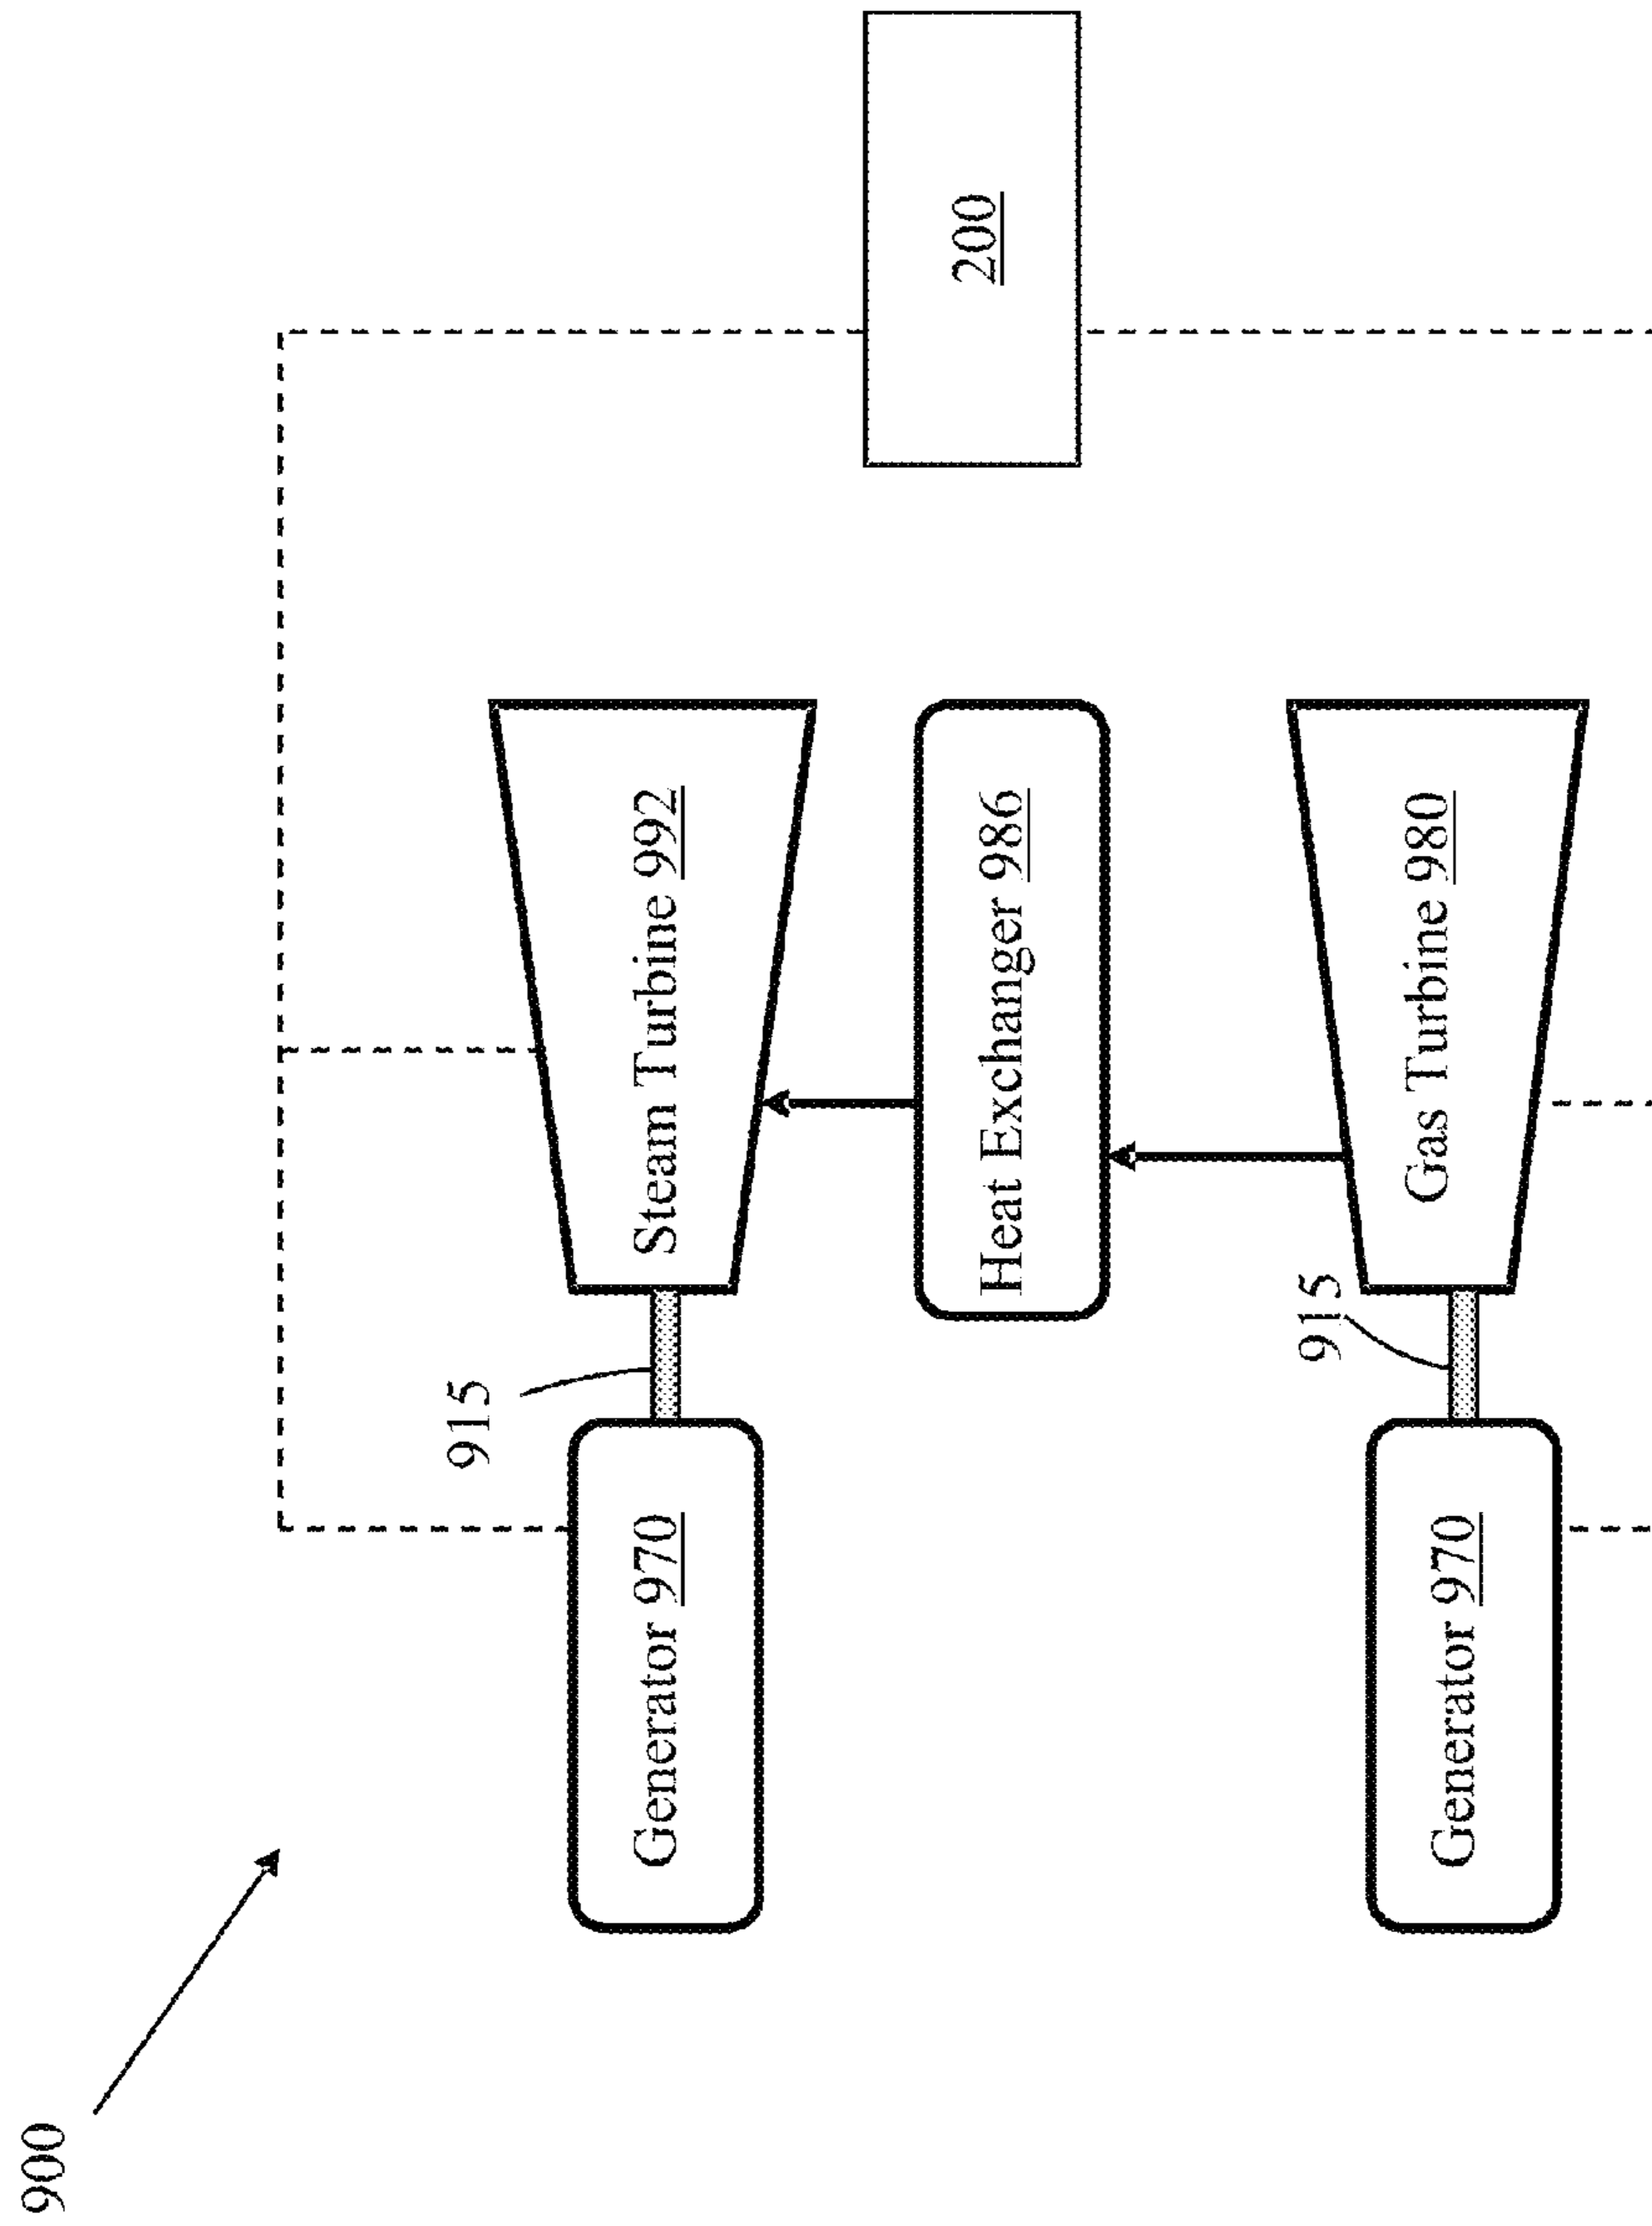 900
915
Generator 970
Steam Turbine 992
Heat Exchanger 986
200
915
Generator 970
Gas Turbine 980